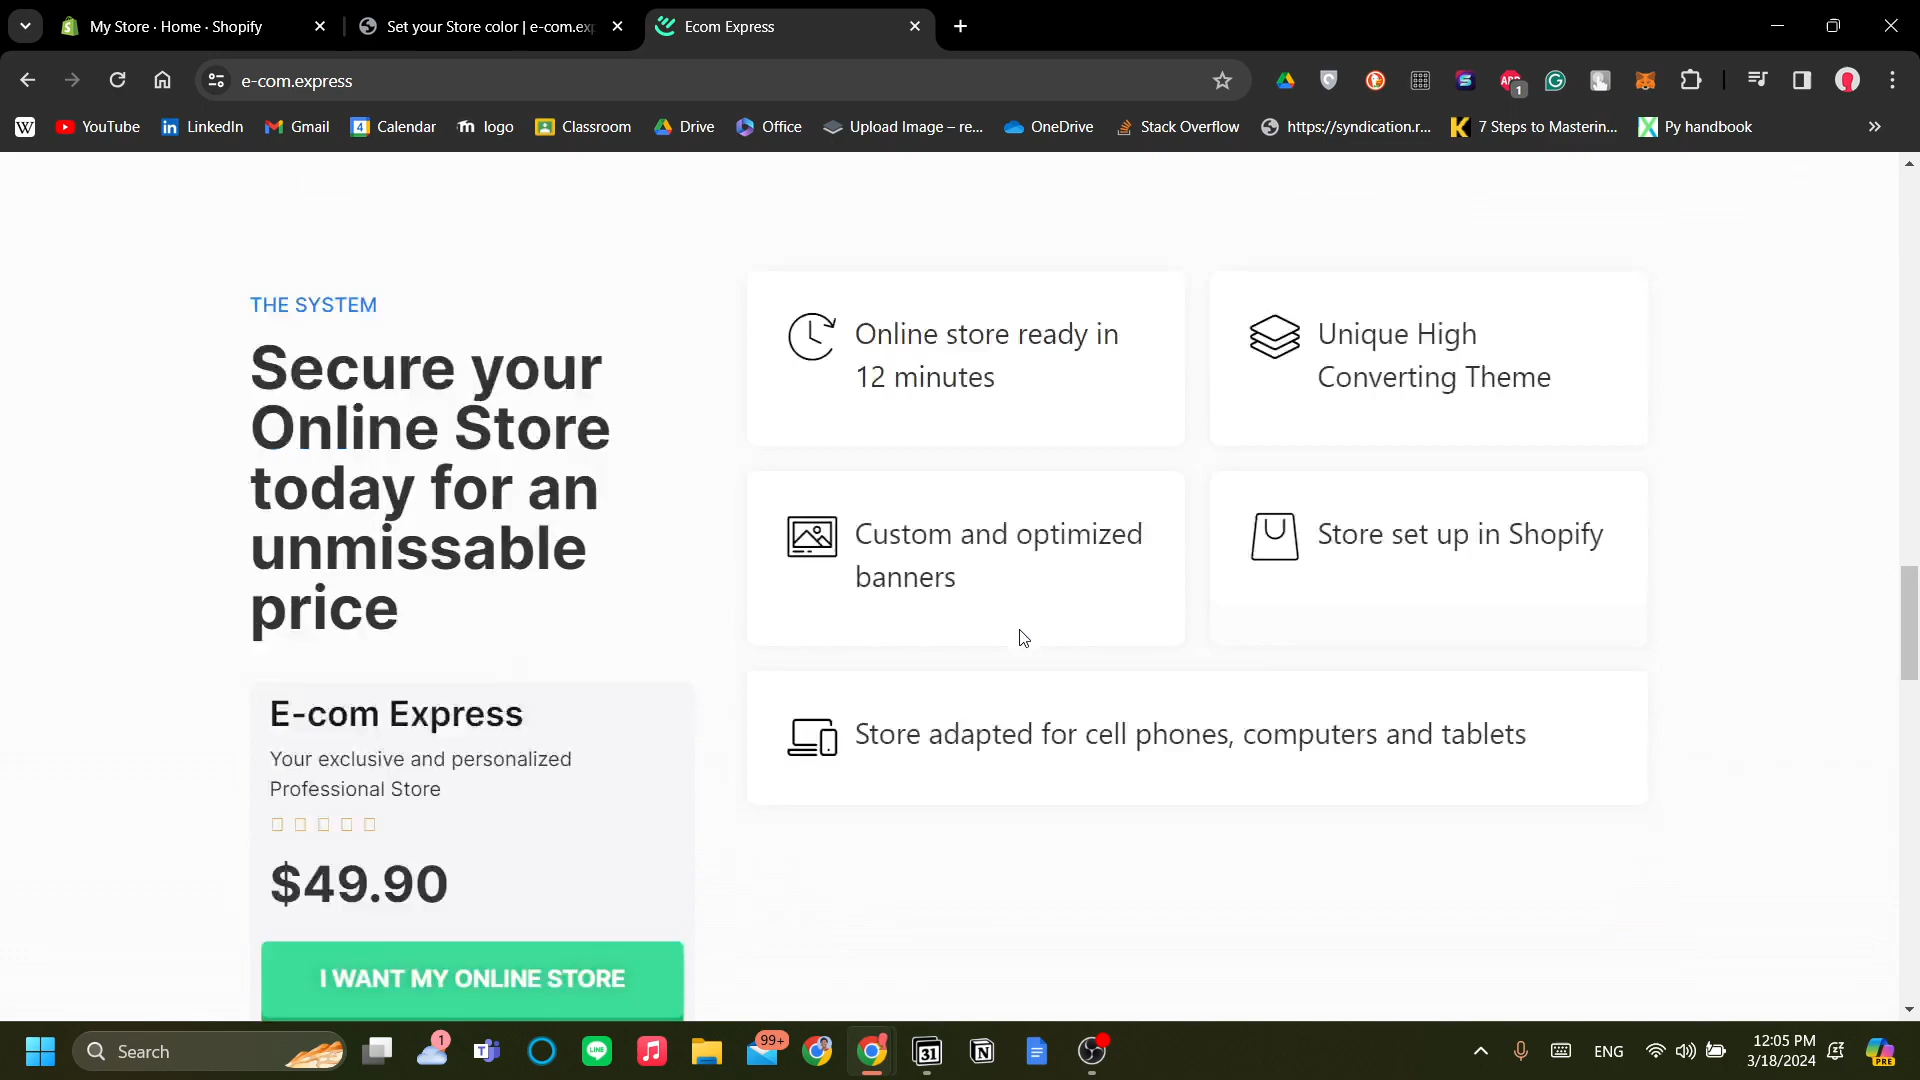 My Store · Home · Shopify
Set your Store color | e-com.ex
Ecom Express
e-com.express
ABP
1
W
YouTube
LinkedIn
Gmail
Calendar
logo
Classroom
Drive
Office
Upload Image – re...
OneDrive
Stack Overflow
https://syndication.r...
7 Steps to Masterin...
Py handbook
THE SYSTEM
Secure your
Online Store
today for an
unmissable
price
E-com Express
Your exclusive and personalized
Professional Store
$49.90
I WANT MY ONLINE STORE
Online store ready in
12 minutes
Unique High
Converting Theme
Custom and optimized
banners
Store set up in Shopify
Store adapted for cell phones, computers and tablets
Search
1
99+
31
ENG
12:05 PM
3/18/2024
PRE